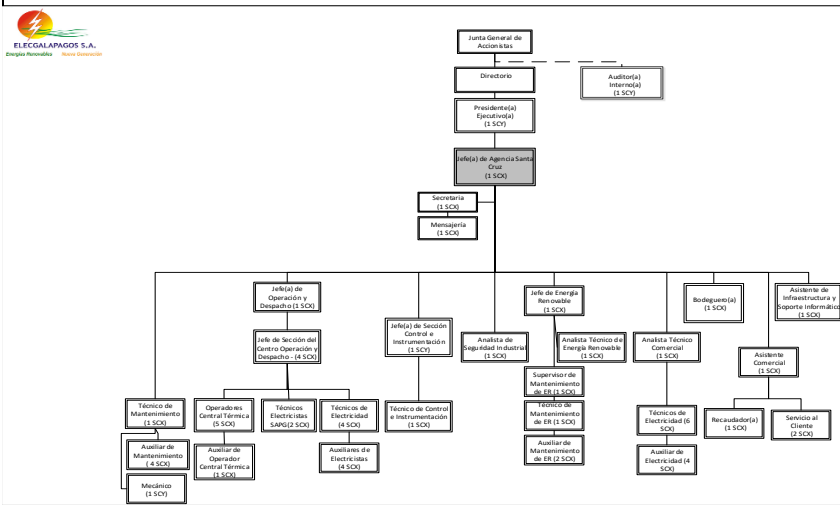 ELECGALAPAGOS S.A.
Energías Renovables Nueva Generación
Junta General de
Accionistas
Directorio
Auditor(a)
Interno(a)
(1 SCY)
Presidente(a)
Ejecutivo(a)
(1 SCY)
Jefe(a) de Agencia Santa
Cruz
(1 SCX)
Secretaria
(1 SCX)
Mensajería
(1 SCX)
Jefe(a) de
Operación y
Despacho (1 SCX)
Jefe de Energía
Renovable
(1 SCX)
Bodeguero(a)
(1 SCX)
Asistente de
Infraestructura y
Soporte Informático
(1 SCX)
Jefe de Sección del
Centro Operación y
Despacho - (4 SCX)
Jefe(a) de Sección
Control e
Instrumentación
(1 SCY)
Analista de
Seguridad Industrial
(1 SCX)
Analista Técnico de
Energía Renovable
(1 SCX)
Analista Técnico
Comercial
(1 SCX)
Asistente
Comercial
(1 SCX)
Supervisor de
Mantenimiento
de ER (1 SCX)
Técnico de
Mantenimiento
(1 SCX)
Operadores
Central Térmica
(5 SCX)
Técnicos
Electricistas
SAPG(2 SCX)
Técnicos de
Electricidad
(4 SCX)
Técnico de Control
e Instrumentación
(1 SCX)
Técnico de
Mantenimiento
de ER (1 SCX)
Técnicos de
Electricidad (6
SCX)
Recaudador(a)
(1 SCX)
Servicio al
Cliente
(2 SCX)
Auxiliar de
Mantenimiento
(4 SCX)
Auxiliar de
Operador
Central Térmica
(1 SCX)
Auxiliares de
Electricistas
(4 SCX)
Auxiliar de
Mantenimiento
de ER (2 SCX)
Auxiliar de
Electricidad (4
SCX)
Mecánico
(1 SCY)